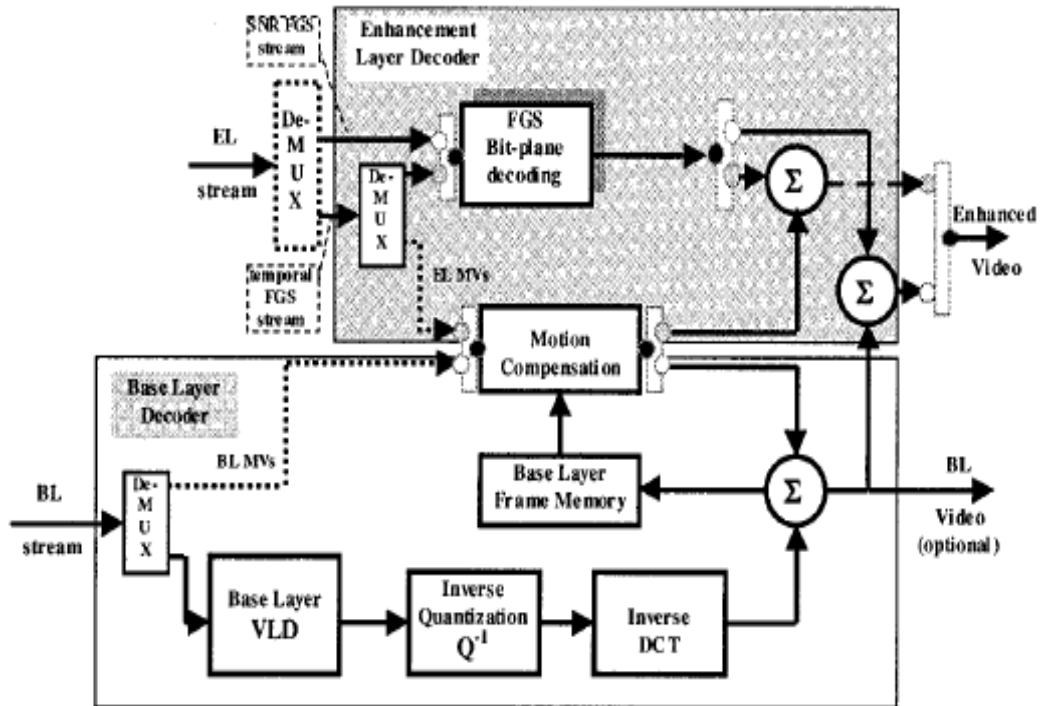 SNR FGS
stream
Enhancement
Layer Decoder
De-
M
U
X
EL
stream
FGS
Bit-plane
decoding
De-
M
U
X
Σ
Enhanced
Video
temporal
FGS
stream
EL MVs
Σ
Motion
Compensation
Base Layer
Decoder
BL MVs
Base Layer
Frame Memory
Σ
BL
Video
(optional)
BL
stream
De-
M
U
X
Base Layer
VLD
Inverse
Quantization
Q⁻¹
Inverse
DCT